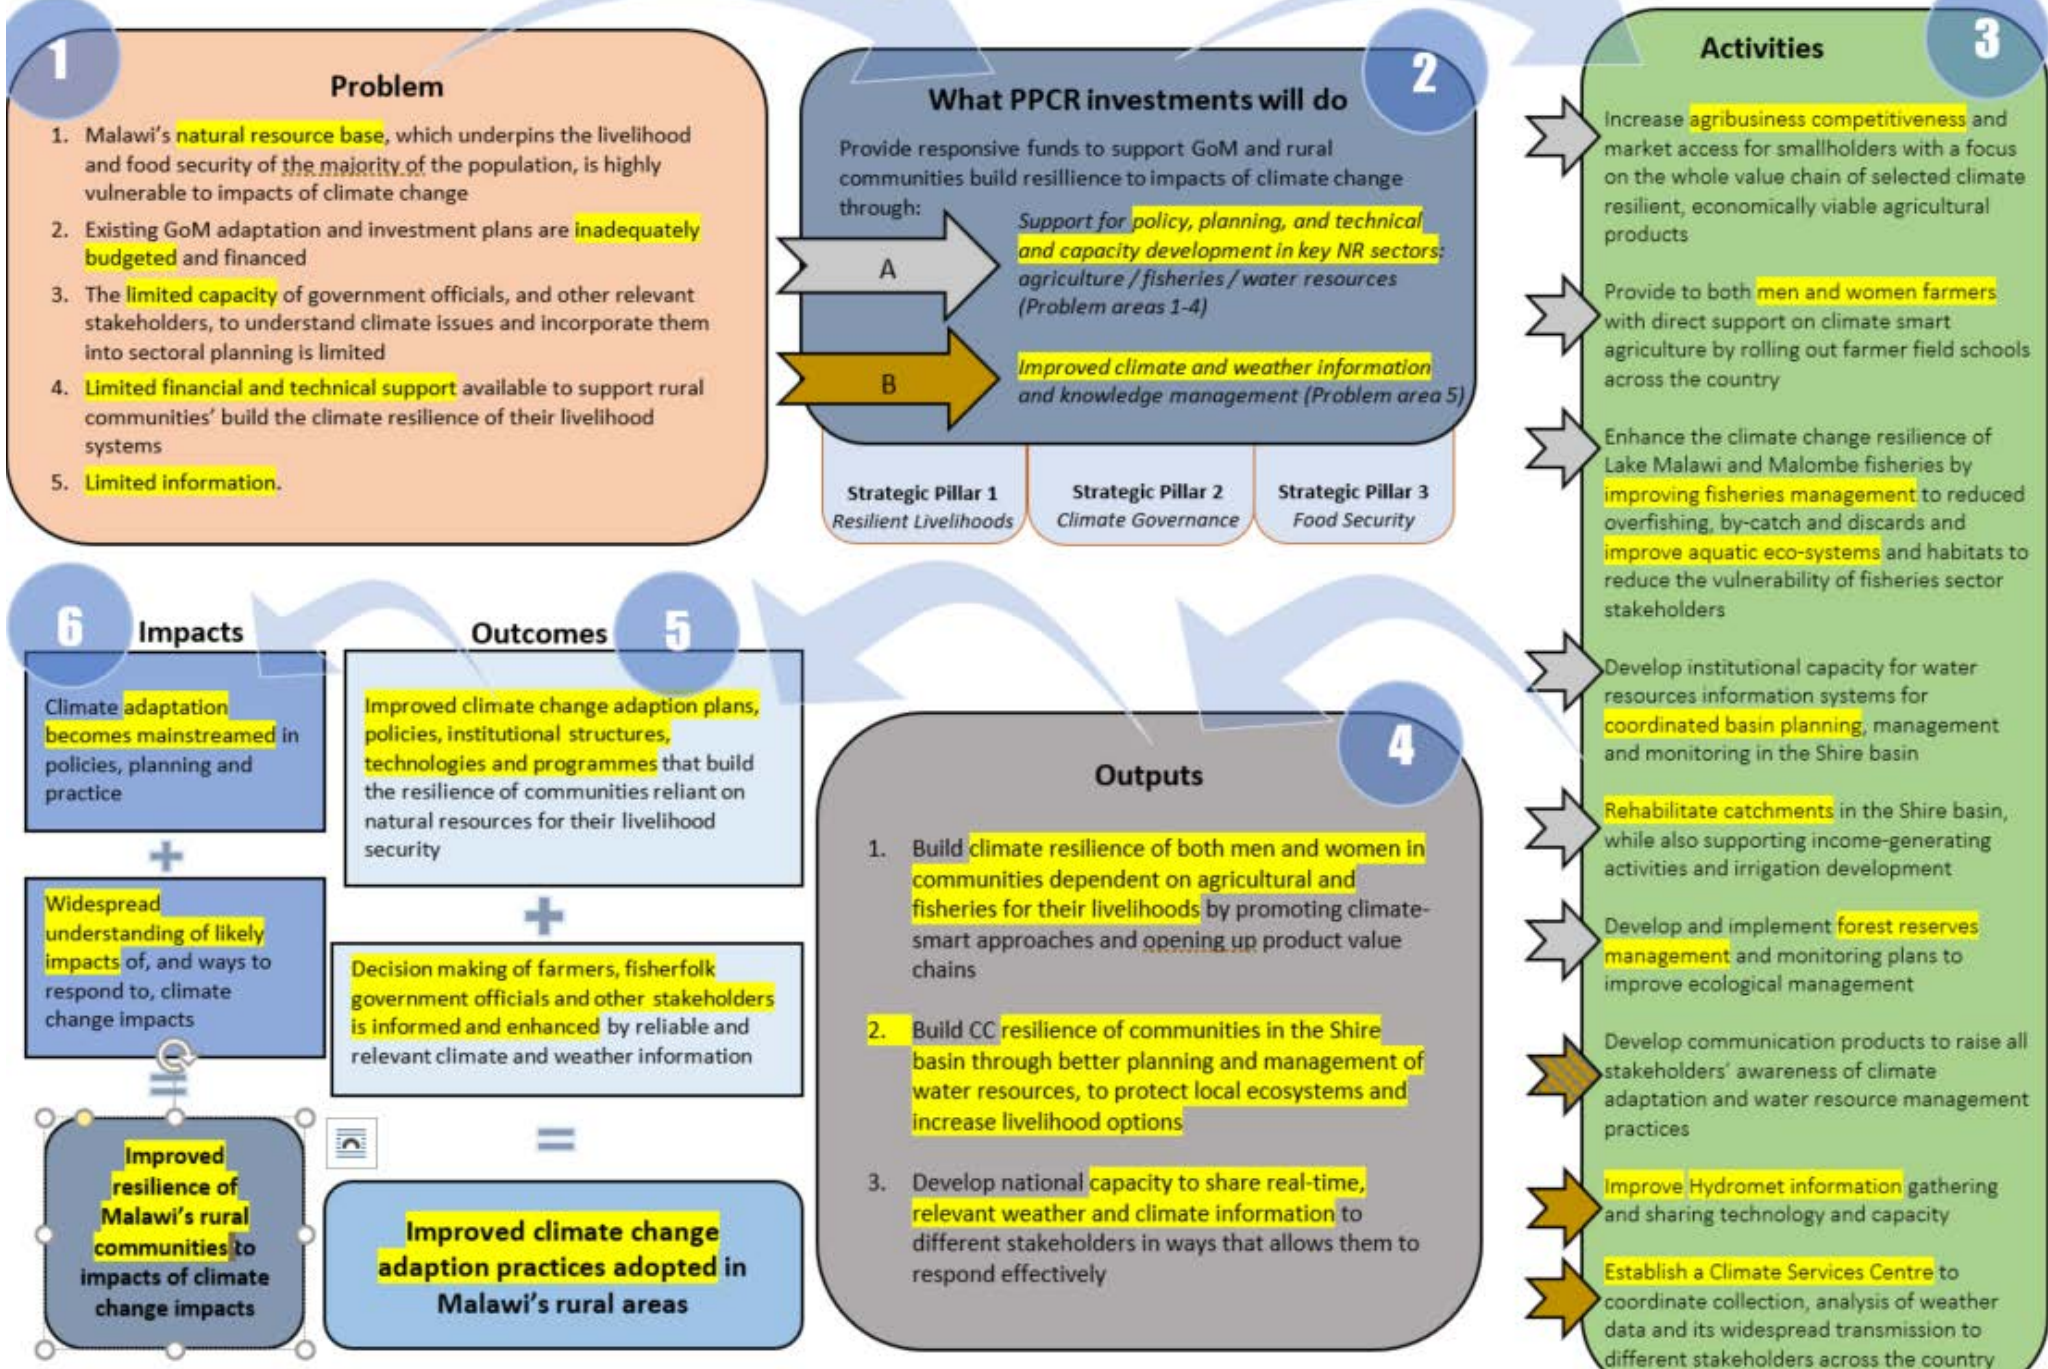 1
Problem
1. Malawi's natural resource base, which underpins the livelihood
and food security of the majority of the population, is highly
vulnerable to impacts of climate change
2. Existing GoM adaptation and investment plans are inadequately
budgeted and financed
3. The limited capacity of government officials, and other relevant
stakeholders, to understand climate issues and incorporate them
into sectoral planning is limited
4. Limited financial and technical support available to support rural
communities' build the climate resilience of their livelihood
systems
5. Limited information.
2
What PPCR investments will do
Provide responsive funds to support GoM and rural
communities build resillience to impacts of climate change
through:
A
Support for policy, planning, and technical
and capacity development in key NR sectors:
agriculture / fisheries / water resources
(Problem areas 1-4)
B
Improved climate and weather information
and knowledge management (Problem area 5)
Strategic Pillar 1
Resilient Livelihoods
Strategic Pillar 2
Climate Governance
Strategic Pillar 3
Food Security
3
Activities
Increase agribusiness competitiveness and
market access for smallholders with a focus
on the whole value chain of selected climate
resilient, economically viable agricultural
products
Provide to both men and women farmers
with direct support on climate smart
agriculture by rolling out farmer field schools
across the country
Enhance the climate change resilience of
Lake Malawi and Malombe fisheries by
improving fisheries management to reduced
overfishing, by-catch and discards and
improve aquatic eco-systems and habitats to
reduce the vulnerability of fisheries sector
stakeholders
Develop institutional capacity for water
resources information systems for
coordinated basin planning, management
and monitoring in the Shire basin
Rehabilitate catchments in the Shire basin,
while also supporting income-generating
activities and irrigation development
Develop and implement forest reserves
management and monitoring plans to
improve ecological management
Develop communication products to raise all
stakeholders' awareness of climate
adaptation and water resource management
practices
Improve Hydromet information gathering
and sharing technology and capacity
Establish a Climate Services Centre to
coordinate collection, analysis of weather
data and its widespread transmission to
different stakeholders across the country
4
Outputs
1. Build climate resilience of both men and women in
communities dependent on agricultural and
fisheries for their livelihoods by promoting climate-
smart approaches and opening up product value
chains
2. Build CC resilience of communities in the Shire
basin through better planning and management of
water resources, to protect local ecosystems and
increase livelihood options
3. Develop national capacity to share real-time,
relevant weather and climate information to
different stakeholders in ways that allows them to
respond effectively
Outcomes
5
Improved climate change adaption plans,
policies, institutional structures,
technologies and programmes that build
the resilience of communities reliant on
natural resources for their livelihood
security
+
Decision making of farmers, fisherfolk
government officials and other stakeholders
is informed and enhanced by reliable and
relevant climate and weather information
=
Improved climate change
adaption practices adopted in
Malawi's rural areas
6
Impacts
Climate adaptation
becomes mainstreamed in
policies, planning and
practice
+
Widespread
understanding of likely
impacts of, and ways to
respond to, climate
change impacts
=
Improved
resilience of
Malawi's rural
communities to
impacts of climate
change impacts